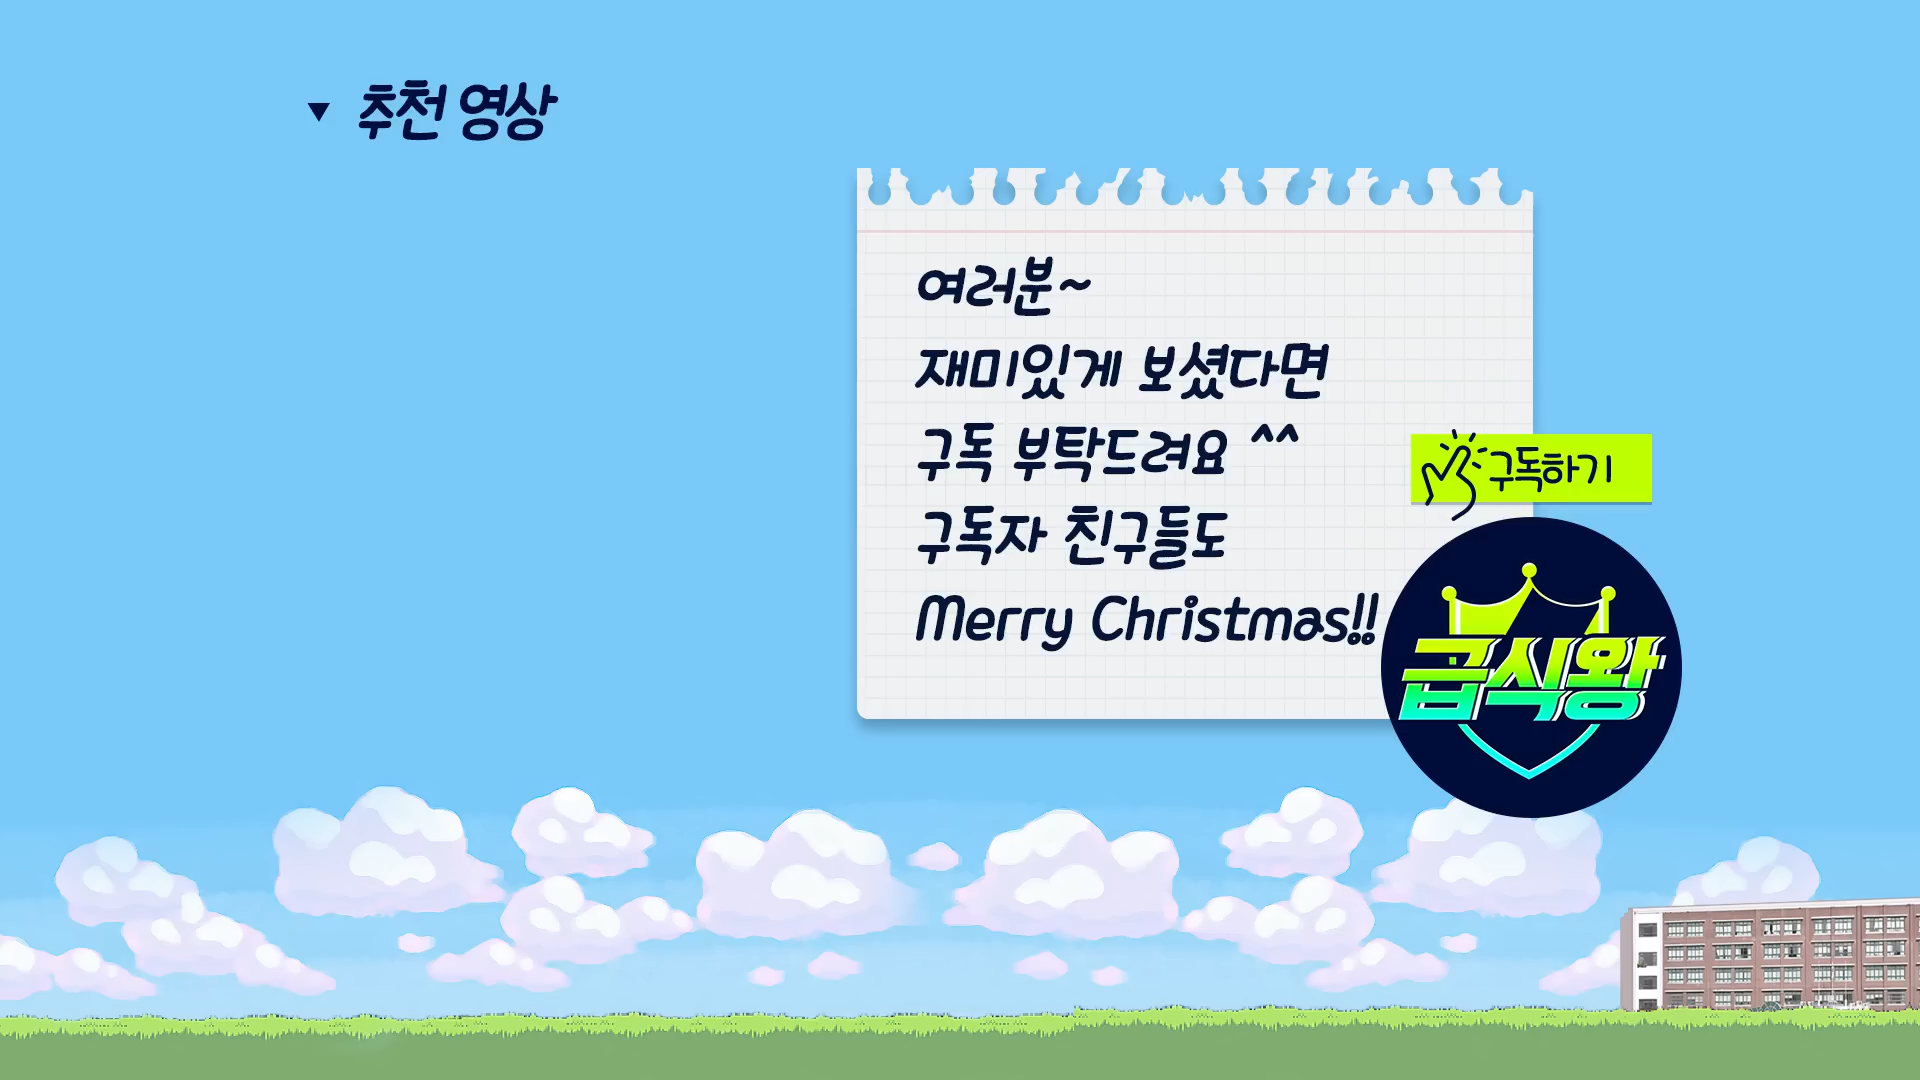 ▼ 추천 영상
여러분~
재미있게 보셨다면
구독 부탁드려요 ^^
구독자 친구들도
Merry Christmas!!
구독하기
급식왕